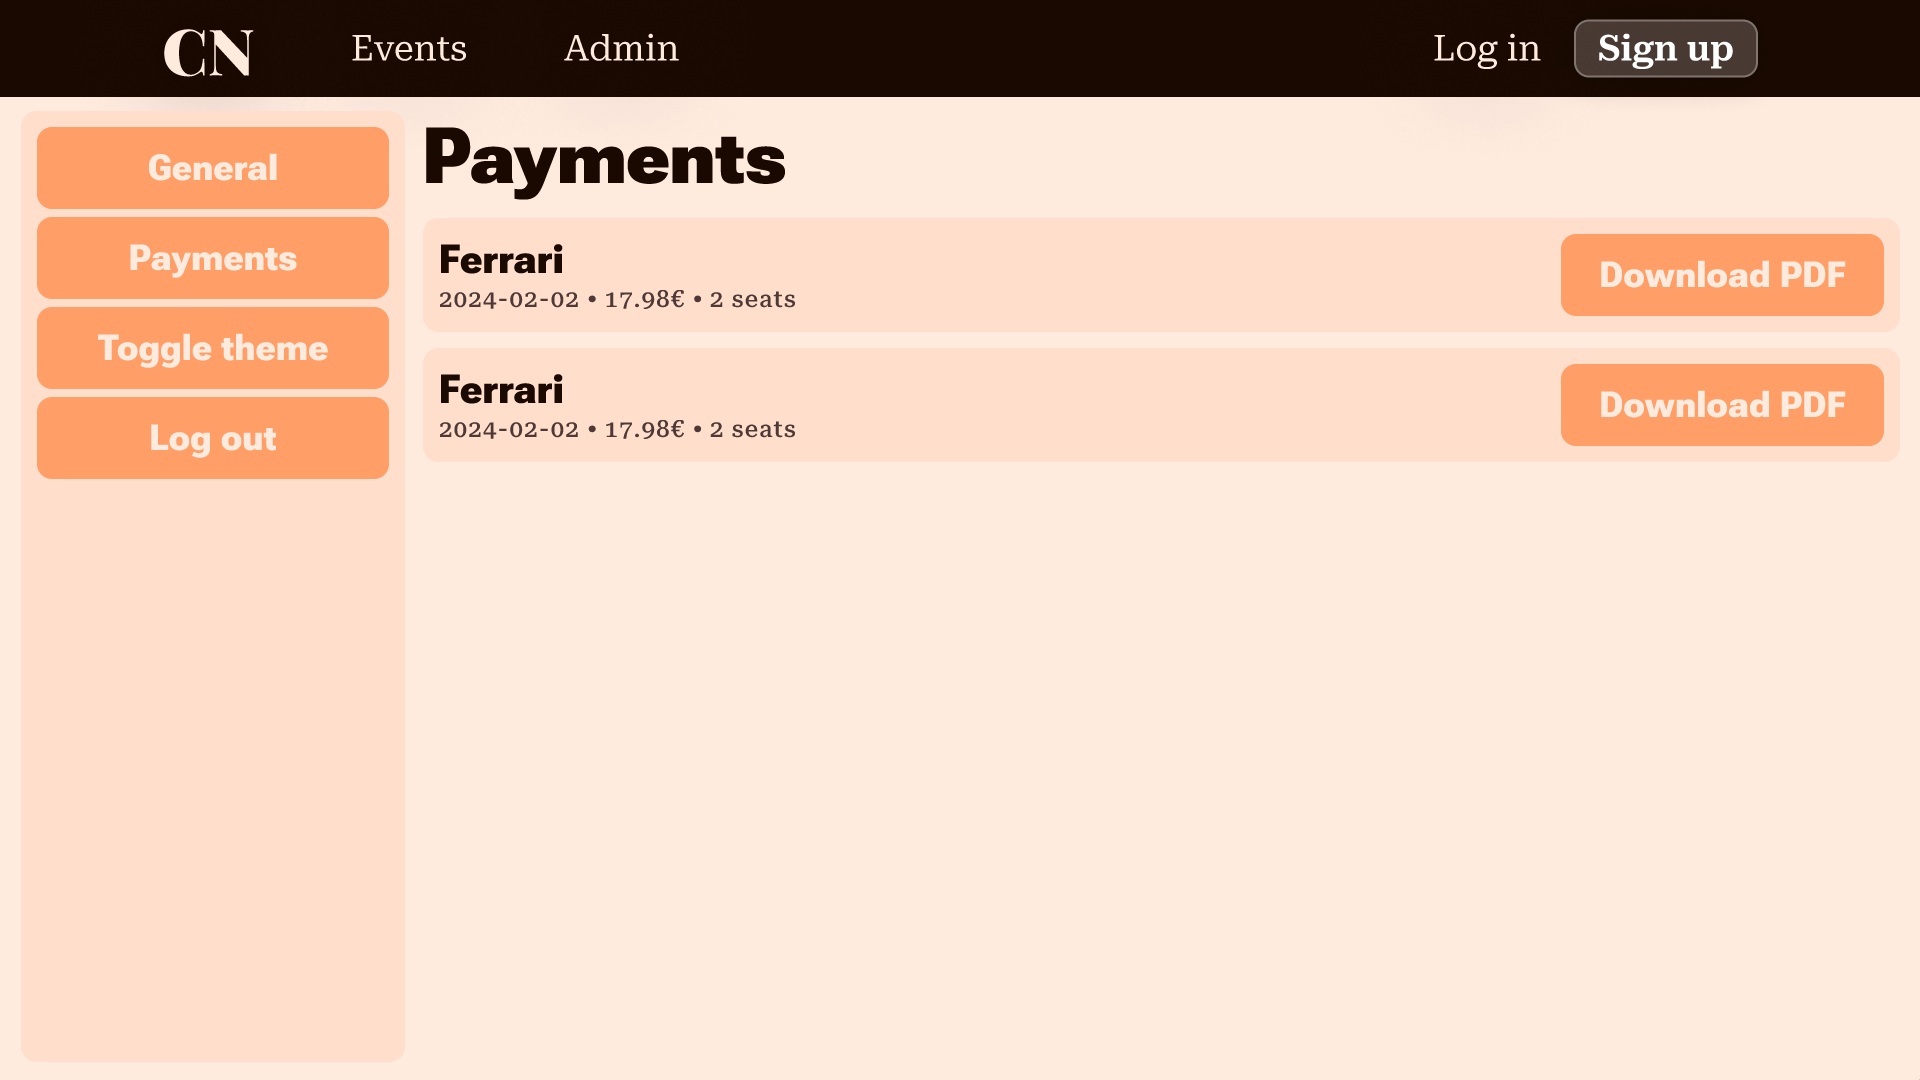 CN
Events
Admin
Log in
Sign up
General
Payments
Toggle theme
Log out
Payments
Ferrari
2024-02-02 • 17.98€ • 2 seats
Download PDF
Ferrari
2024-02-02 • 17.98€ • 2 seats
Download PDF